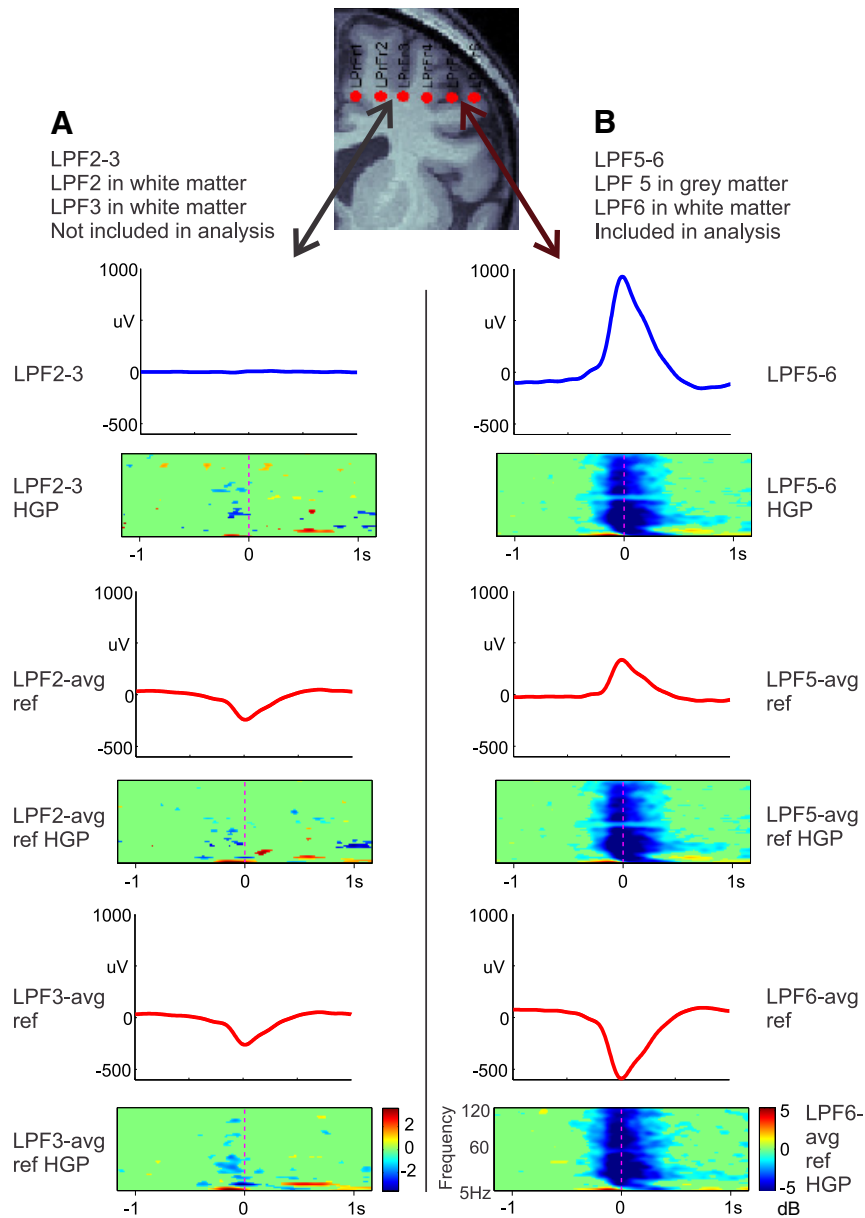 LPrFr1
LPrFr2
LPrFr3
LPrFr4
A
LPF2-3
LPF2 in white matter
LPF3 in white matter
Not included in analysis
B
LPF5-6
LPF 5 in grey matter
LPF6 in white matter
Included in analysis
LPF2-3
1000
uV
0
-500
1000
uV
0
-500
LPF5-6
LPF2-3
HGP
-1
0
1s
-1
0
1s
LPF5-6
HGP
LPF2-avg
ref
1000
uV
0
-500
1000
uV
0
-500
LPF5-avg
ref
LPF2-avg
ref HGP
-1
0
1s
-1
0
1s
LPF5-avg
ref HGP
LPF3-avg
ref
1000
uV
0
-500
1000
uV
0
-500
LPF6-avg
ref
LPF3-avg
ref HGP
-1
0
1s
2
0
-2
Frequency
120
60
5Hz
-1
0
1s
5
0
-5
dB
LPF6-
avg
ref
HGP